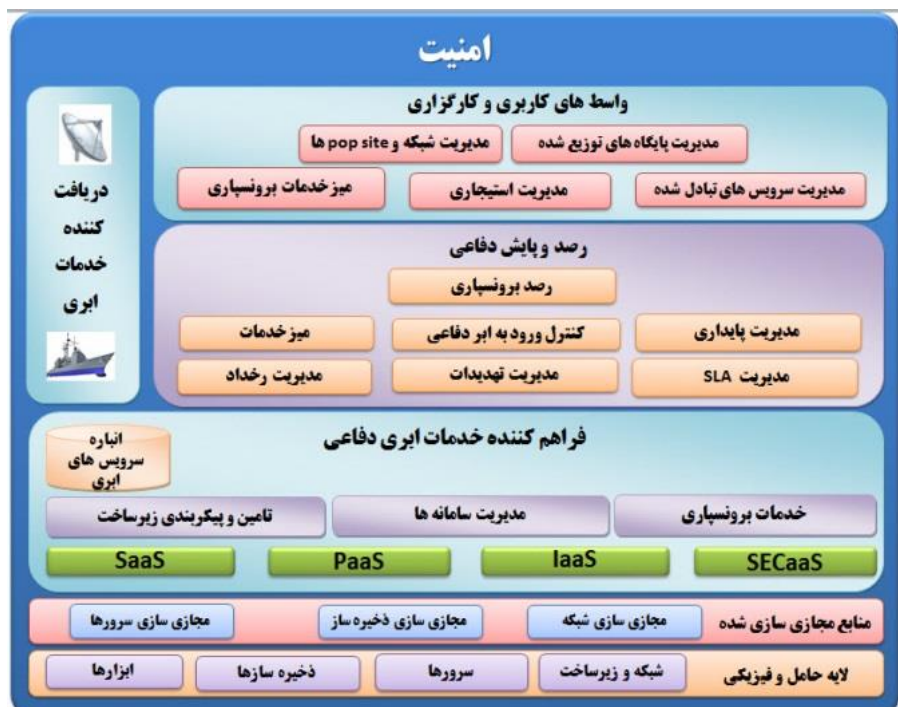 امنیت
واسط های کاربری و کارگزاری
مدیریت پایگاه های توزیع شده
مدیریت شبکه و pop site ها
مدیریت سرویس های تبادل شده
مدیریت استیجاری
میز خدمات برونسپاری
دریافت
کننده
خدمات
ابری
رصد و پایش دفاعی
رصد برونسپاری
مدیریت پایداری
کنترل ورود به ابر دفاعی
میز خدمات
مدیریت SLA
مدیریت تهدیدات
مدیریت رخداد
فراهم کننده خدمات ابری دفاعی
انباره
سرویس های
ابری
خدمات برونسپاری
مدیریت سامانه ها
تامین و پیکربندی زیرساخت
SaaS
PaaS
IaaS
SECaaS
منابع مجازی سازی شده
مجازی سازی شبکه
مجازی سازی ذخیره ساز
مجازی سازی سرورها
لایه حامل و فیزیکی
شبکه و زیرساخت
سرورها
ذخیره سازها
ابزارها